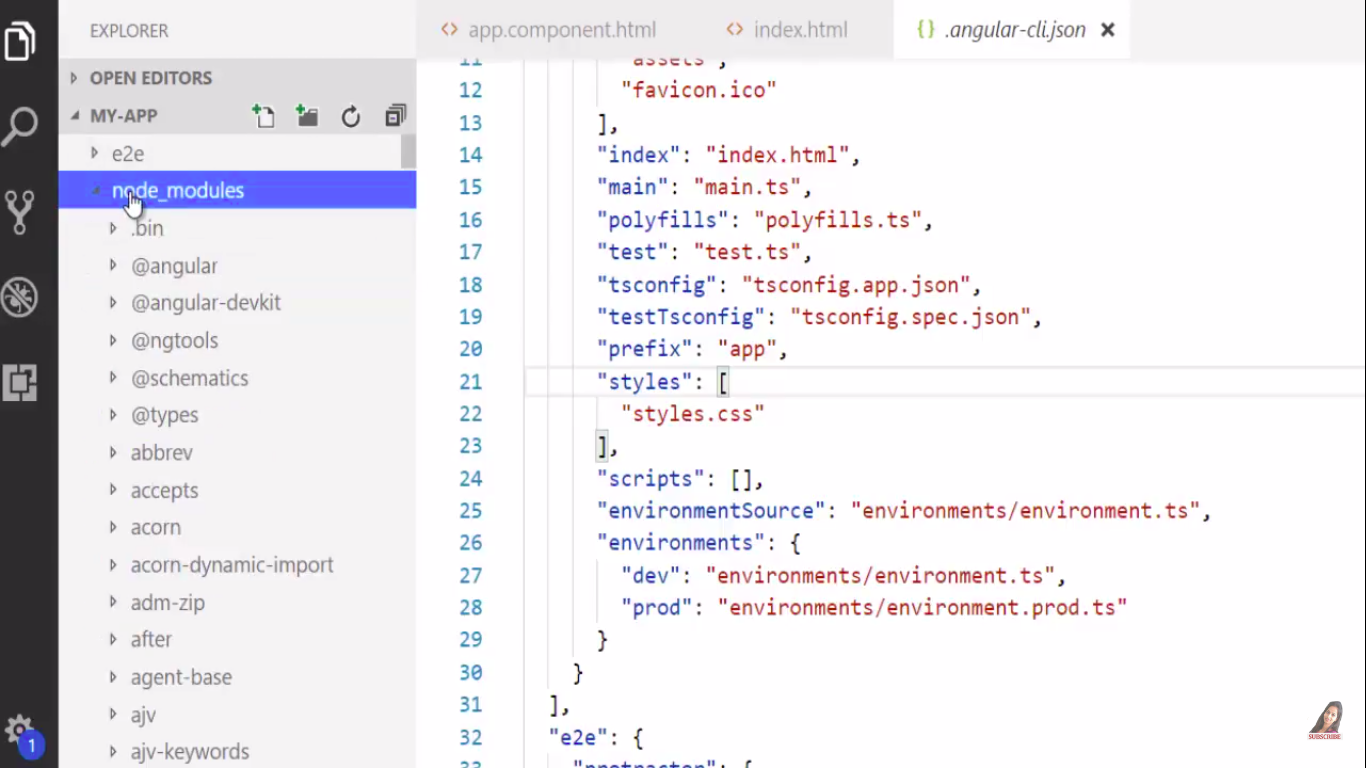 EXPLORER
OPEN EDITORS
MY-APP
e2e
node_modules
.bin
@angular
@angular-devkit
@ngtools
@schematics
@types
abbrev
accepts
acorn
acorn-dynamic-import
adm-zip
after
agent-base
ajv
ajv-keywords
1
app.component.html
index.html
{} .angular-cli.json
11 "assets",
12 "favicon.ico"
13 ],
14 "index": "index.html",
15 "main": "main.ts",
16 "polyfills": "polyfills.ts",
17 "test": "test.ts",
18 "tsconfig": "tsconfig.app.json",
19 "testTsconfig": "tsconfig.spec.json",
20 "prefix": "app",
21 "styles": [
22 "styles.css"
23 ],
24 "scripts": [],
25 "environmentSource": "environments/environment.ts",
26 "environments": {
27 "dev": "environments/environment.ts",
28 "prod": "environments/environment.prod.ts"
29 }
30 }
31 ],
32 "e2e": {
33 "protractor": {
SUBSCRIBE